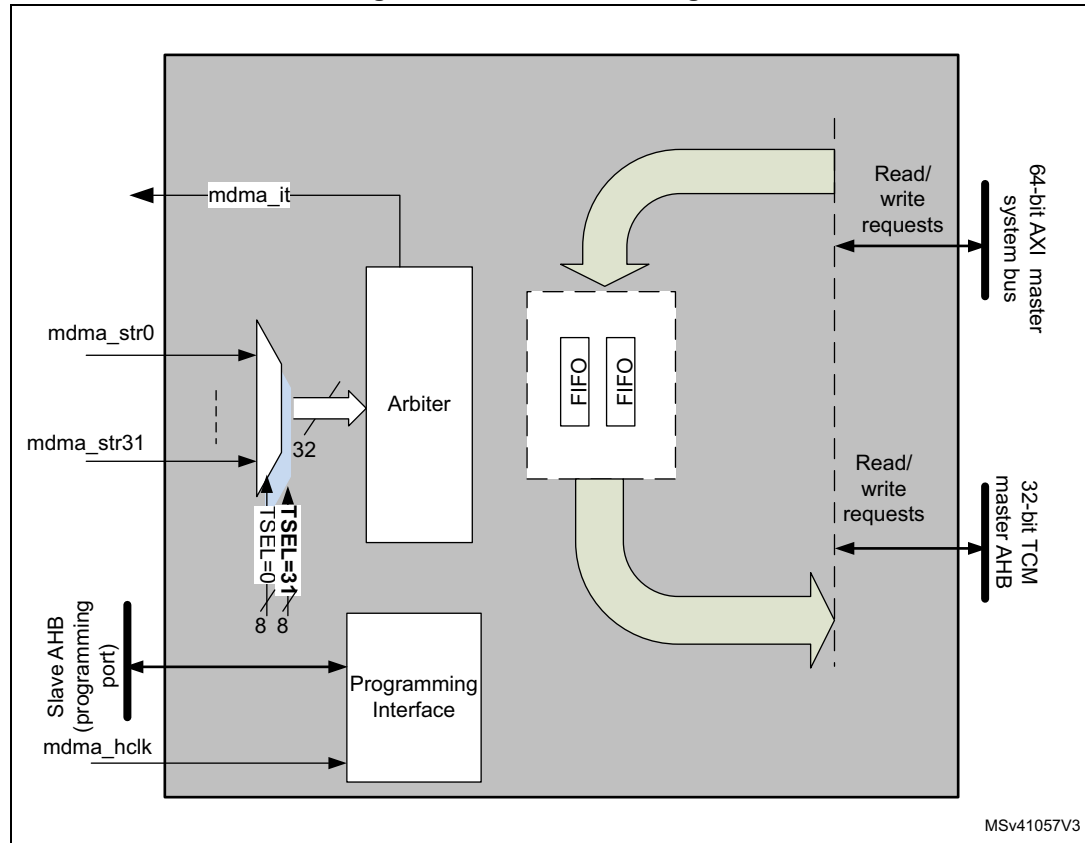 mdma_it
Read/
write
requests
64-bit AXI master
system bus
mdma_str0
mdma_str31
32
Arbiter
FIFO
FIFO
TSEL=0
TSEL=31
8
8
Read/
write
requests
32-bit TCM
master AHB
Slave AHB
(programming
port)
Programming
Interface
mdma_hclk
MSv41057V3